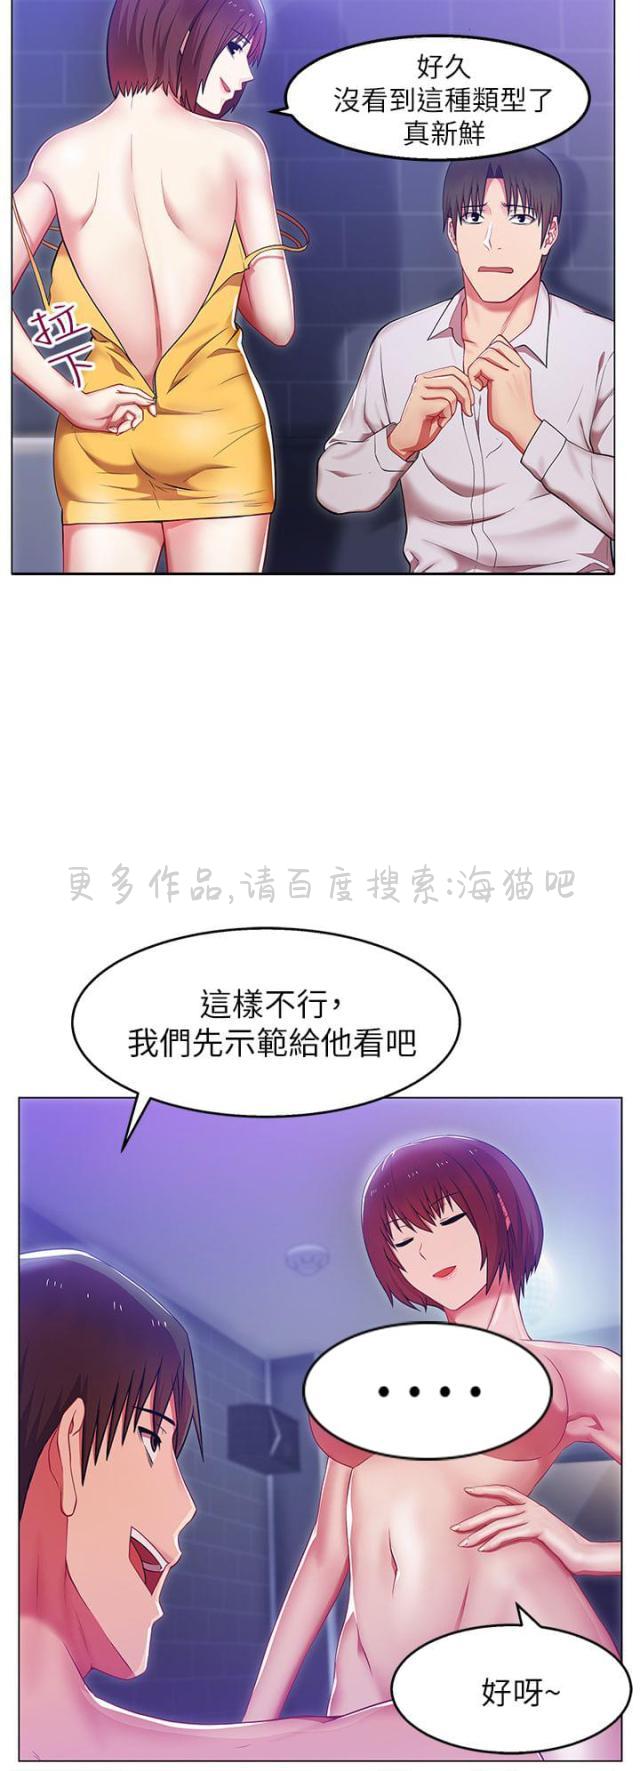 好久
沒看到這種類型了
真新鮮
拉
下
更多作品,请百度搜索:海猫吧
這樣不行,
我們先示範給他看吧
• • • •
好呀~